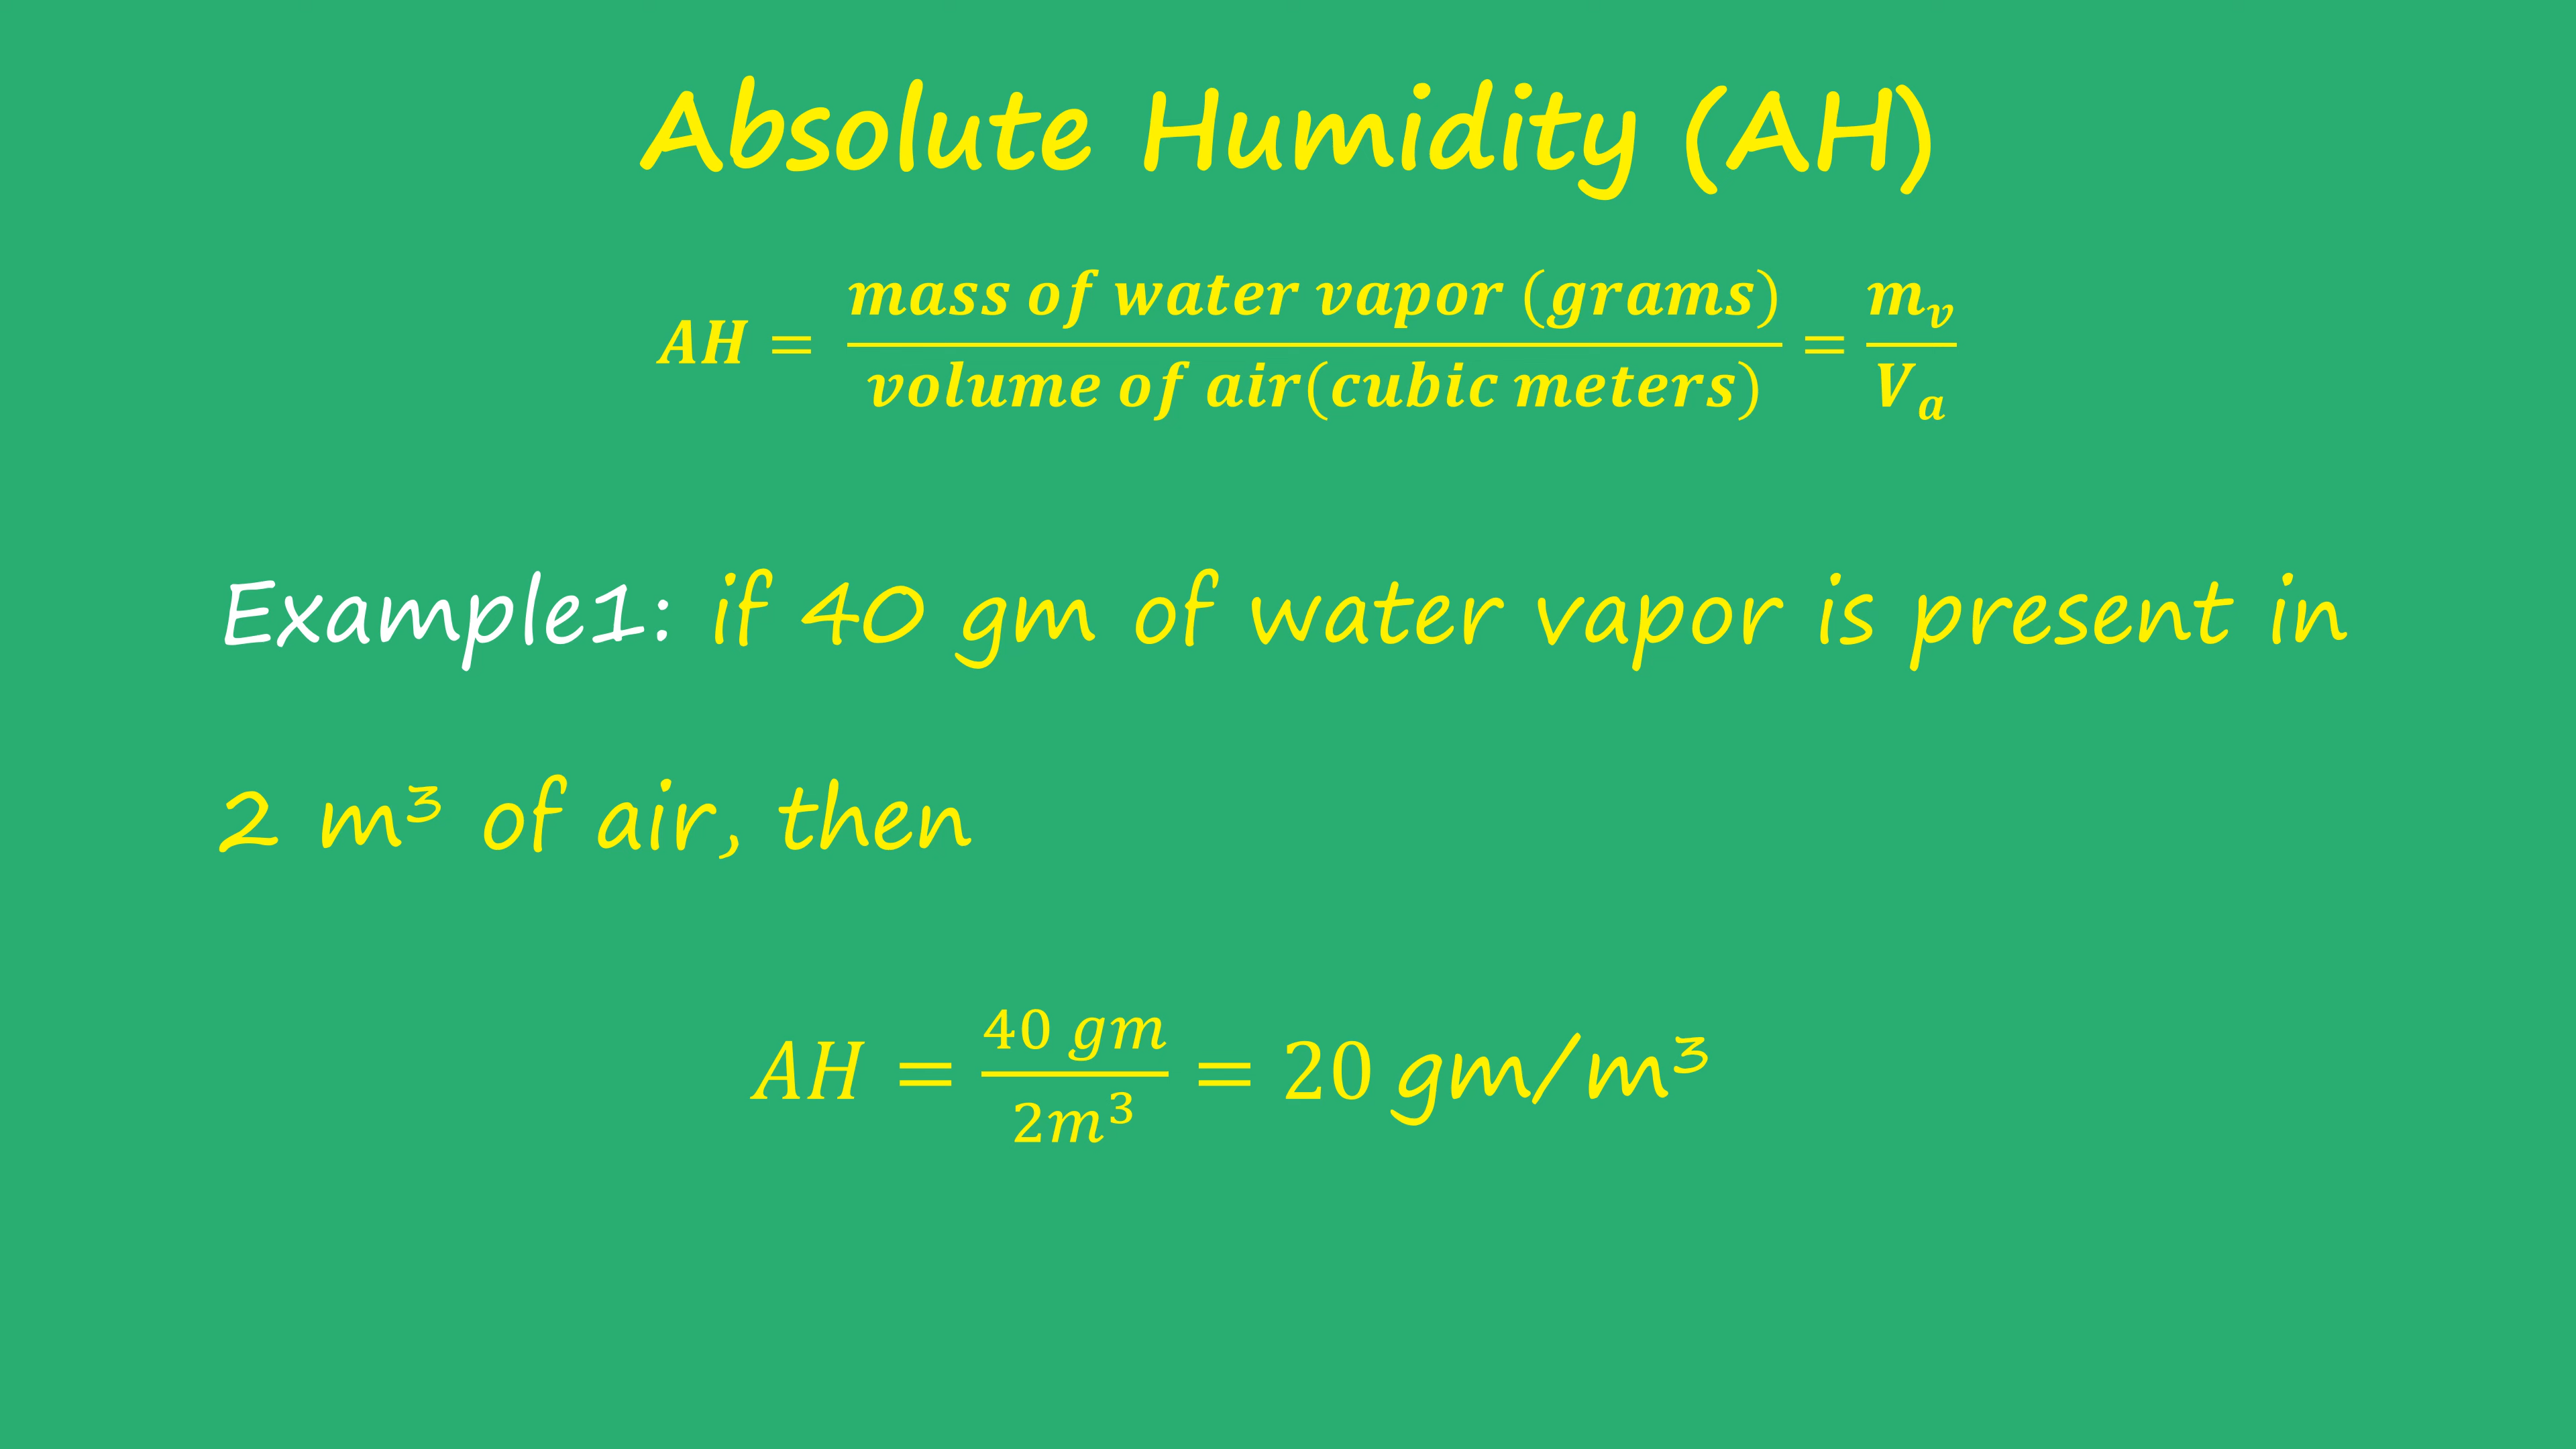 Absolute Humidity (AH)
AH = mass of water vapor (grams) / volume of air(cubic meters) = m_v / V_a
Example1: if 40 gm of water vapor is present in
2 m³ of air, then
AH = 40 gm / 2m³ = 20 gm/m³